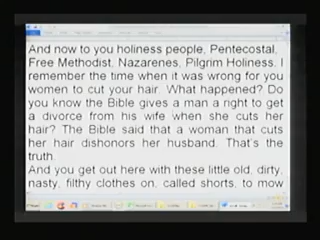 And now to you holiness people, Pentecostal,
Free Methodist, Nazarenes, Pilgrim Holiness. I
remember the time when it was wrong for you
women to cut your hair. What happened? Do
you know the Bible gives a man a right to get
a divorce from his wife when she cuts her
hair? The Bible said that a woman that cuts
her hair dishonors her husband. That's the
truth.
And you get out here with these little old, dirty,
nasty, filthy clothes on, called shorts, to mow